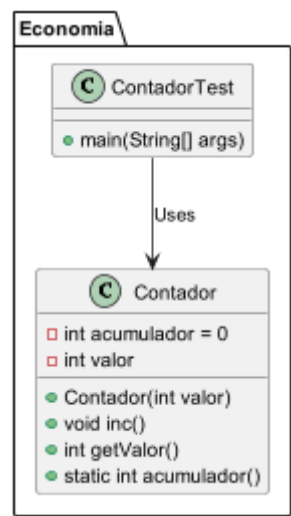 Economia
C ContadorTest
main(String[] args)
Uses
C Contador
int acumulador = 0
int valor
Contador(int valor)
void inc()
int getValor()
static int acumulador()